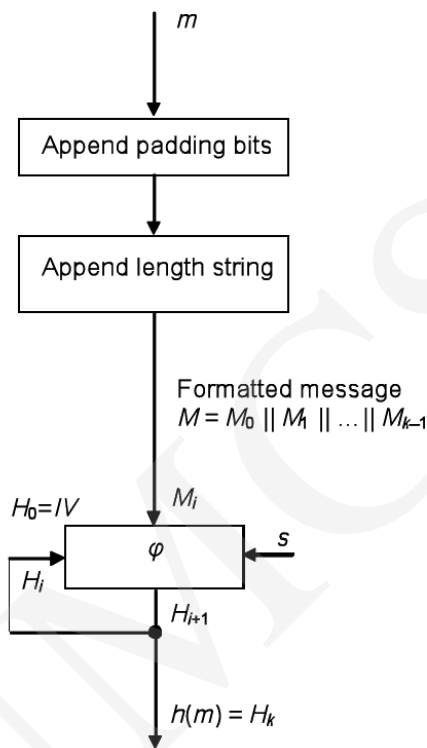 m
Append padding bits
Append length string
Formatted message
M = M₀ || M₁ || ... || Mₖ₋₁
Mᵢ
H₀=IV
φ
s
Hᵢ
Hᵢ₊₁
h(m) = Hₖ